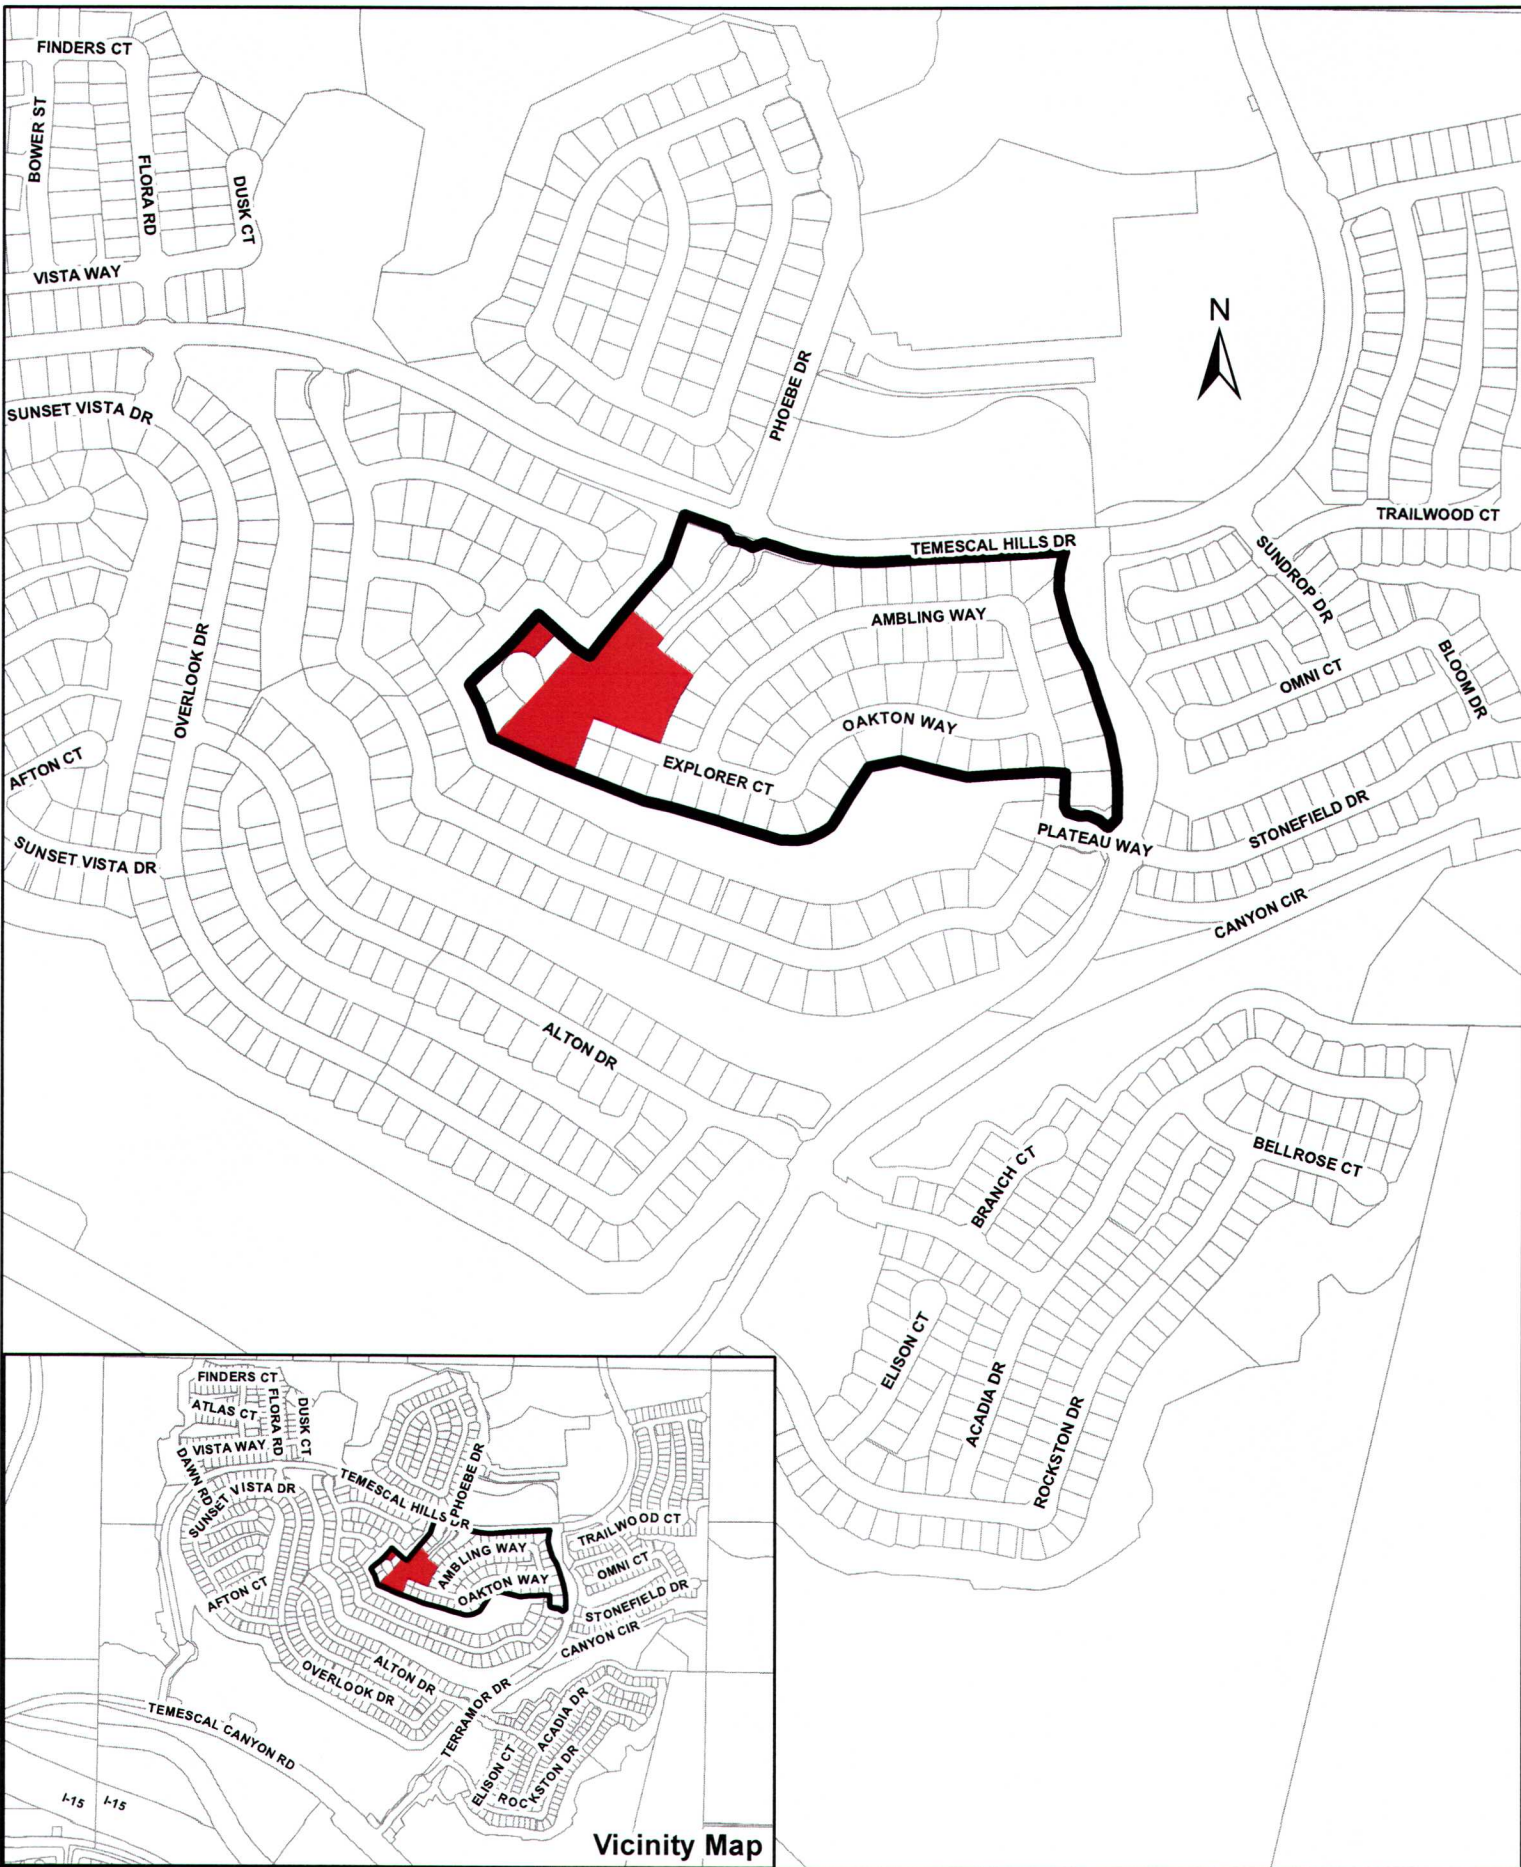 FINDERS CT
BOWER ST
FLORA RD
DUSK CT
VISTA WAY
N
SUNSET VISTA DR
PHOEBE DR
TRAILWOOD CT
TEMESCAL HILLS DR
SUNDROP DR
AMBLING WAY
OVERLOOK DR
BLOOM DR
OMNI CT
OAKTON WAY
AFTON CT
EXPLORER CT
STONEFIELD DR
PLATEAU WAY
SUNSET VISTA DR
CANYON CIR
ALTON DR
BRANCH CT
BELLROSE CT
ELISON CT
ACADIA DR
ROCKSTON DR
FINDERS CT
ATLAS CT
FLORA RD
DUSK CT
VISTA WAY
DAWN RD
SUNSET VISTA DR
TEMESCAL HILLS DR
PHOEBE DR
TRAILWOOD CT
AMBLING WAY
OMNI CT
OAKTON WAY
AFTON CT
STONEFIELD DR
CANYON CIR
ALTON DR
OVERLOOK DR
TERRAMOR DR
ACADIA DR
TEMESCAL CANYON RD
ELISON CT
ROCKSTON DR
I-15
I-15
Vicinity Map